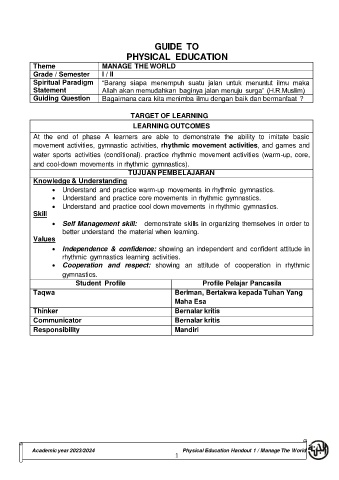 GUIDE TO
PHYSICAL EDUCATION
Theme MANAGE THE WORLD
Grade / Semester I / II
Spiritual Paradigm Statement "Barang siapa menempuh suatu jalan untuk menuntut ilmu maka
Allah akan memudahkan baginya jalan menuju surga" (H.R.Muslim)
Guiding Question Bagaimana cara kita menimba ilmu dengan baik dan bermanfaat ?
TARGET OF LEARNING
LEARNING OUTCOMES
At the end of phase A learners are able to demonstrate the ability to imitate basic
movement activities, gymnastic activities, rhythmic movement activities, and games and
water sports activities (conditional). practice rhythmic movement activities (warm-up, core,
and cool-down movements in rhythmic gymnastics).
TUJUAN PEMBELAJARAN
Knowledge & Understanding
• Understand and practice warm-up movements in rhythmic gymnastics.
• Understand and practice core movements in rhythmic gymnastics.
• Understand and practice cool down movements in rhythmic gymnastics.
Skill
• Self Management skill: demonstrate skills in organizing themselves in order to
better understand the material when learning.
Values
• Independence & confidence: showing an independent and confident attitude in
rhythmic gymnastics learning activities.
• Cooperation and respect: showing an attitude of cooperation in rhythmic
gymnastics.
Student Profile Profile Pelajar Pancasila
Taqwa Beriman, Bertakwa kepada Tuhan Yang
Maha Esa
Thinker Bernalar kritis
Communicator Bernalar kritis
Responsibility Mandiri
Academic year 2023/2024 Physical Education Handout 1 / Manage The World
1